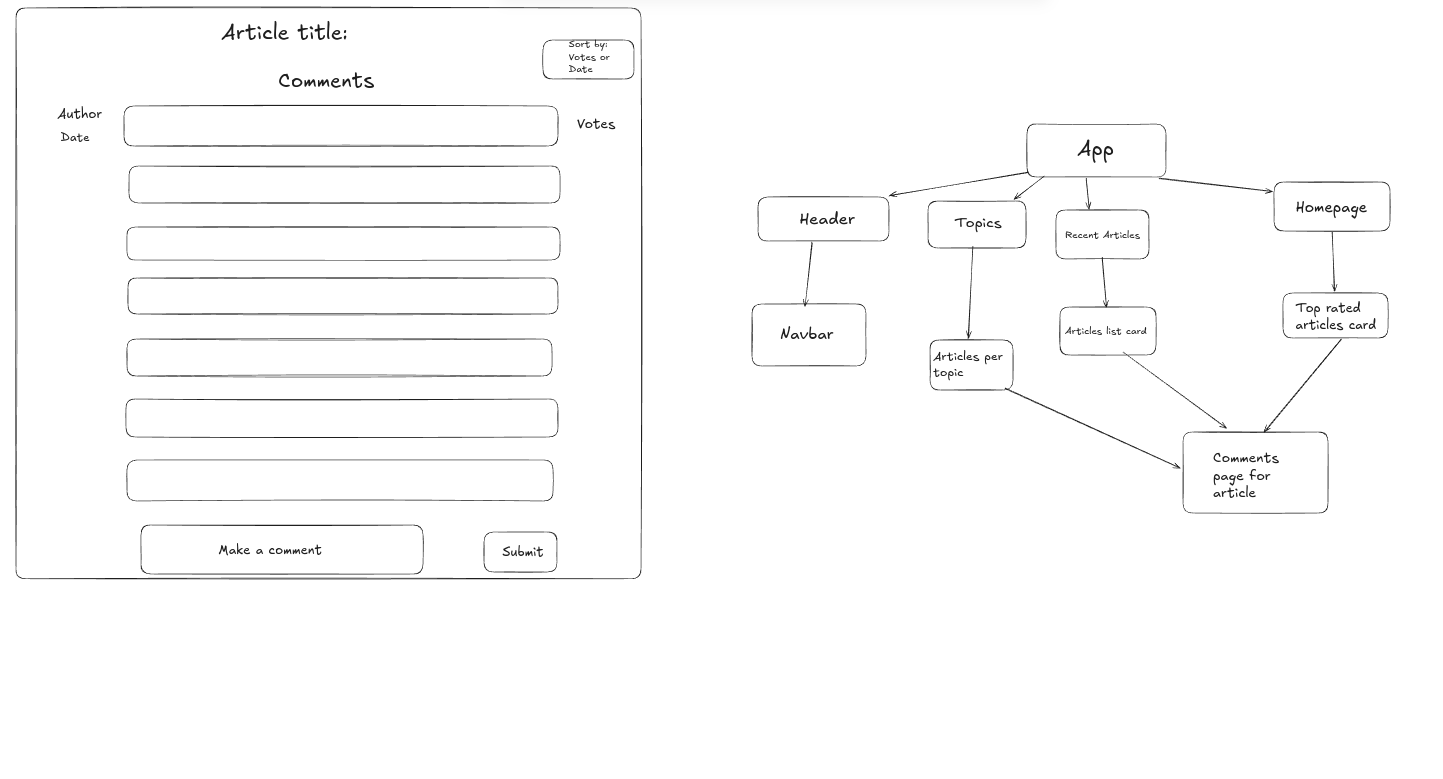 Article title:
Sort by:
Votes or
Date
Comments
Author
Date
Votes
Make a comment
Submit
App
Header
Topics
Recent Articles
Homepage
Navbar
Articles per
topic
Articles list card
Top rated
articles card
Comments
page for
article